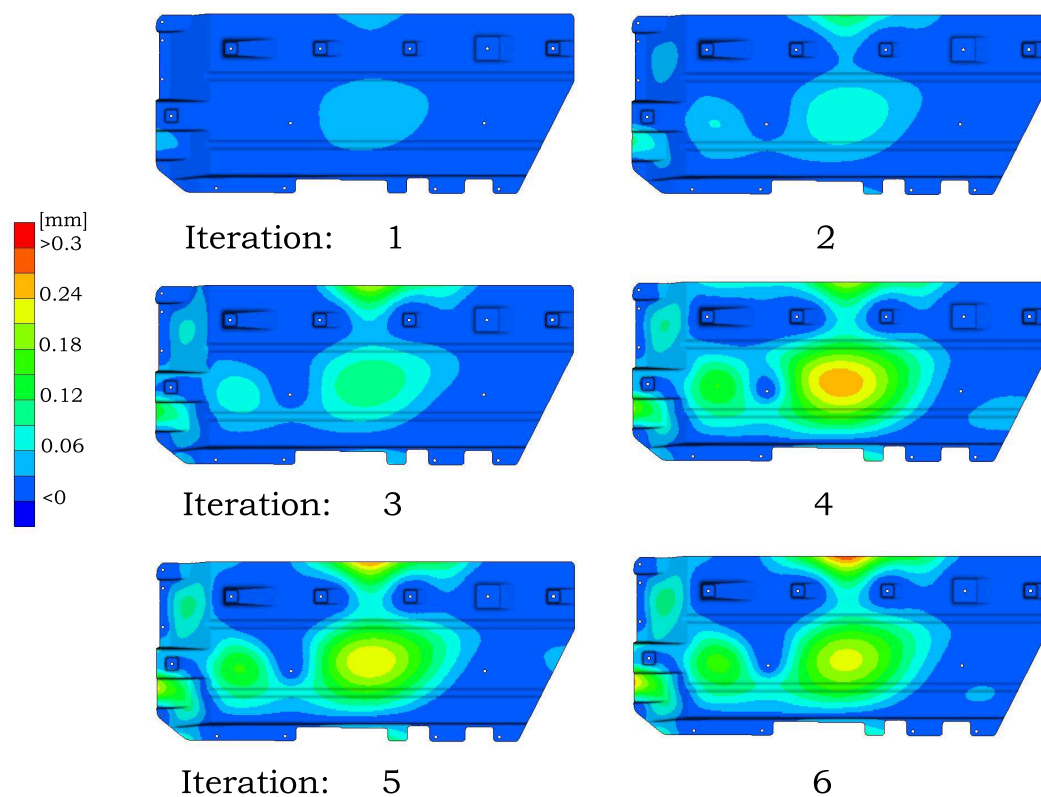 Iteration: 1
2
[mm]
>0.3
0.24
0.18
0.12
0.06
<0
Iteration: 3
4
Iteration: 5
6